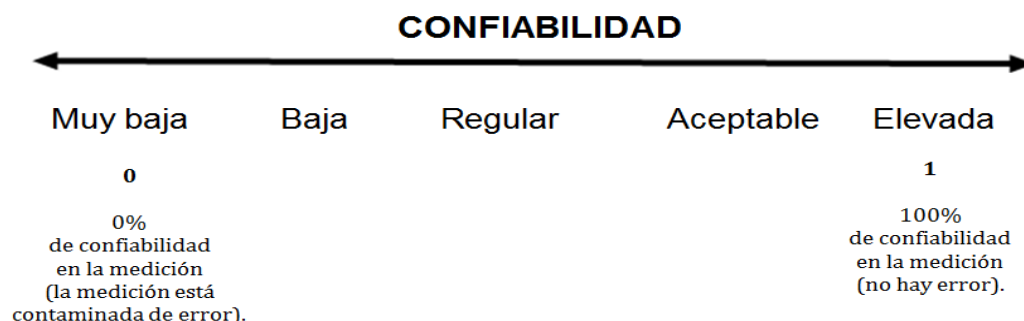 CONFIABILIDAD
Muy baja Baja Regular Aceptable Elevada
0 1
0%
de confiabilidad
en la medición
(la medición está
contaminada de error).
100%
de confiabilidad
en la medición
(no hay error).